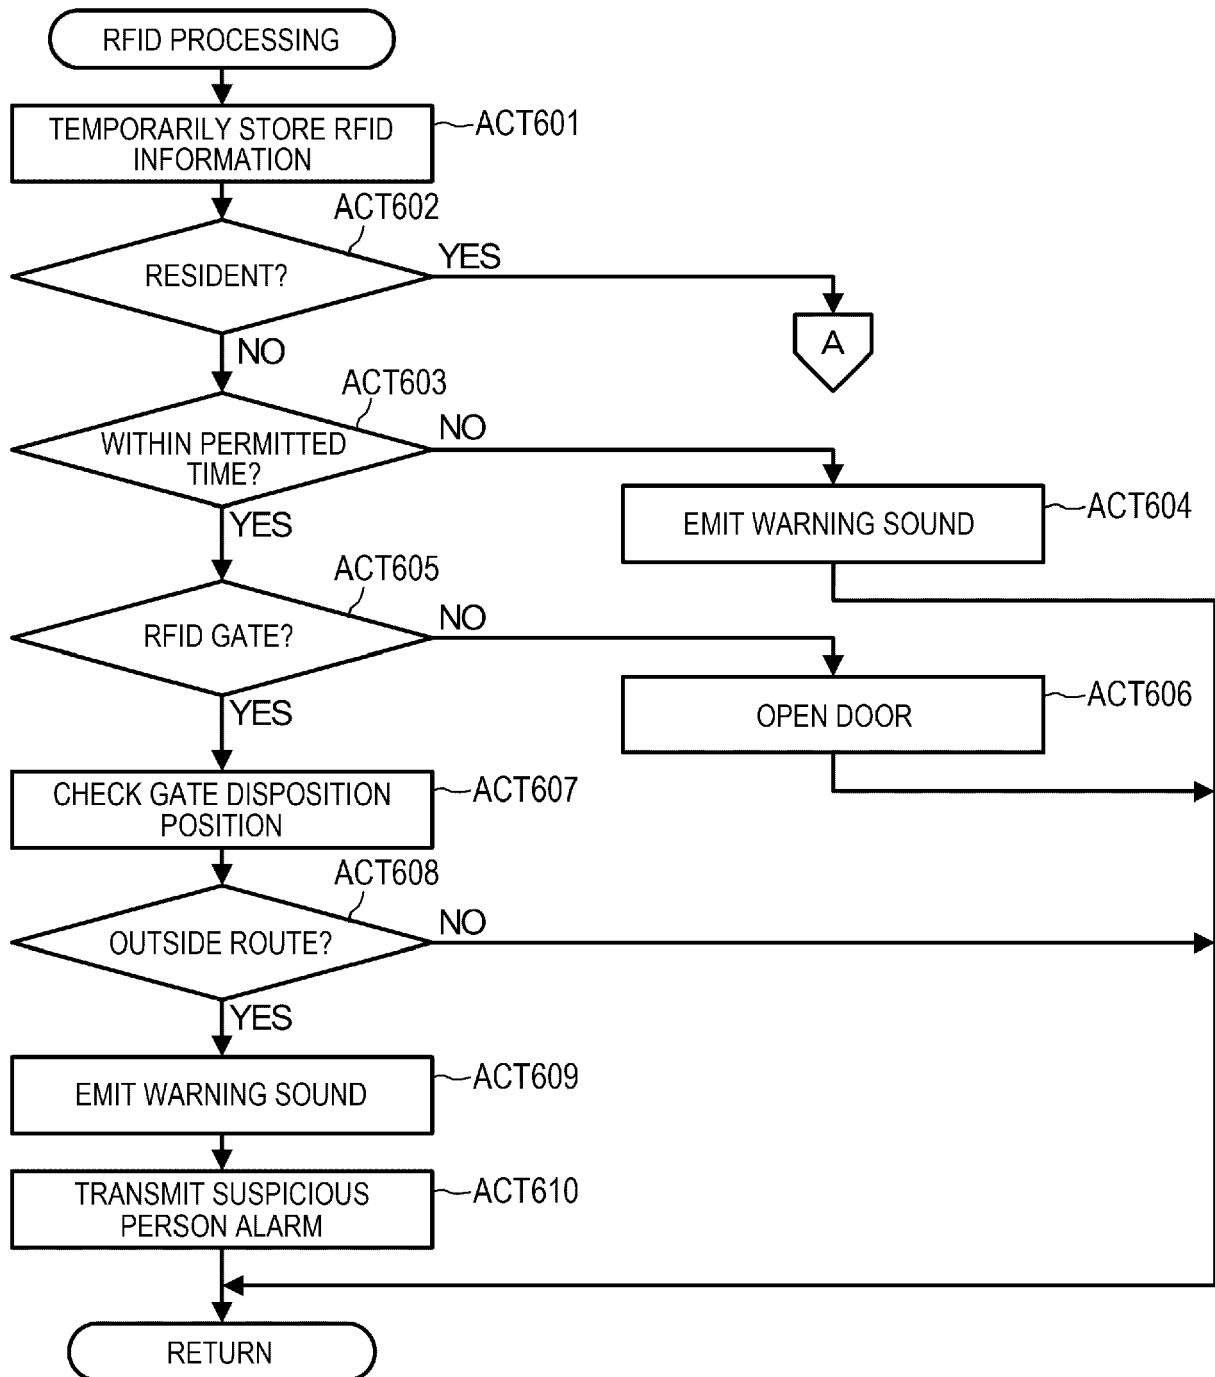 RFID PROCESSING
TEMPORARILY STORE RFID
INFORMATION
ACT601
ACT602
RESIDENT?
YES
A
NO
ACT603
WITHIN PERMITTED
TIME?
NO
EMIT WARNING SOUND
ACT604
YES
ACT605
RFID GATE?
NO
OPEN DOOR
ACT606
YES
CHECK GATE DISPOSITION
POSITION
ACT607
ACT608
OUTSIDE ROUTE?
NO
YES
EMIT WARNING SOUND
ACT609
TRANSMIT SUSPICIOUS
PERSON ALARM
ACT610
RETURN